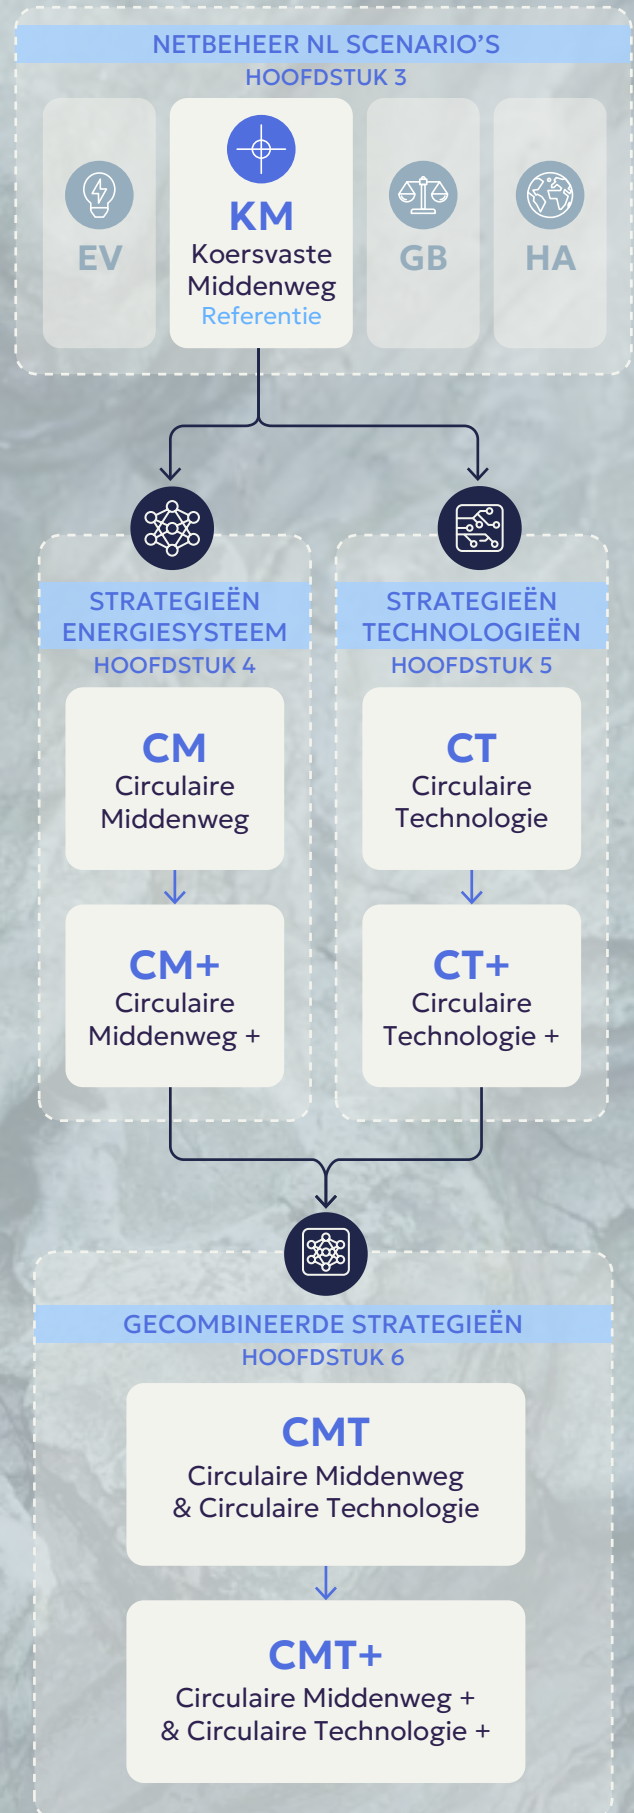 NETBEHEER NL SCENARIO’S
HOOFDSTUK 3
EV
KM
Koersvaste
Middenweg
Referentie
GB
HA
STRATEGIEËN
ENERGIESYSTEEM
HOOFDSTUK 4
CM
Circulaire
Middenweg
CM+
Circulaire
Middenweg +
STRATEGIEËN
TECHNOLOGIEËN
HOOFDSTUK 5
CT
Circulaire
Technologie
CT+
Circulaire
Technologie +
GECOMBINEERDE STRATEGIEËN
HOOFDSTUK 6
CMT
Circulaire Middenweg
& Circulaire Technologie
CMT+
Circulaire Middenweg +
& Circulaire Technologie +